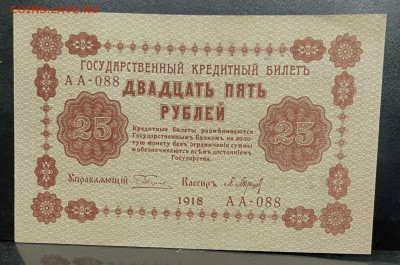 coins.lave.ru
ГОСУДАРСТВЕННЫЙ КРЕДИТНЫЙ БИЛЕТЪ
АА-088
ДВАДЦАТЬ ПЯТЬ
РУБЛЕЙ
25
25
Кредитные билеты размѣниваются
Государственнымъ Банкомъ на золо-
тую монету безъ ограниченія суммы
и обезпечиваются всѣмъ достояніемъ
Государства.
Управляющій
Кассиръ
1918
АА-088